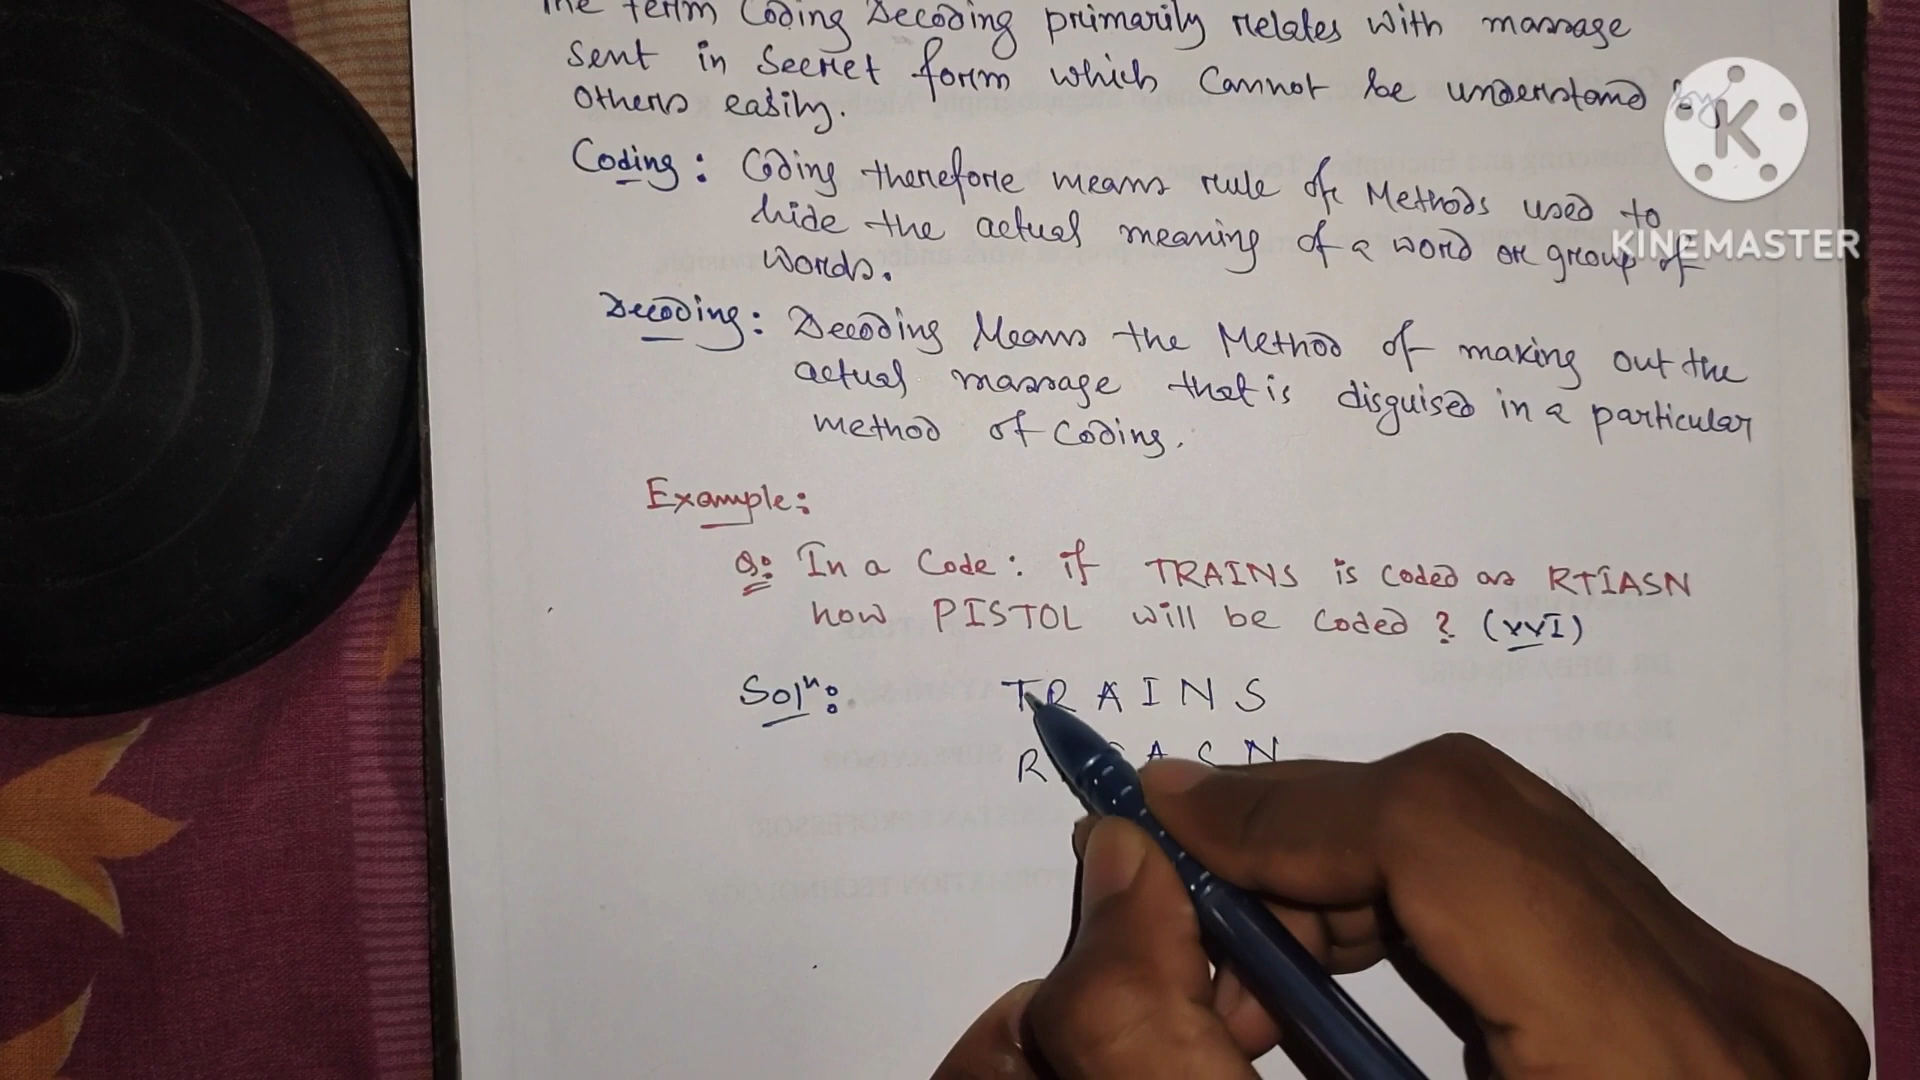 The term Coding Decoding primarily relates with massage
sent in Secret form which Cannot be understand by
others easily.
Coding: Coding therefore means rule or Methods used to
hide the actual meaning of a word or group of
words.
Decoding: Decoding Means the Method of making out the
actual massage that is disguised in a particular
method of Coding.
Example:
Q: In a Code: if TRAINS is coded as RTIASN
how PISTOL will be coded? (VVI)
Solⁿ: TRAINS
R A S N
K
KINEMASTER